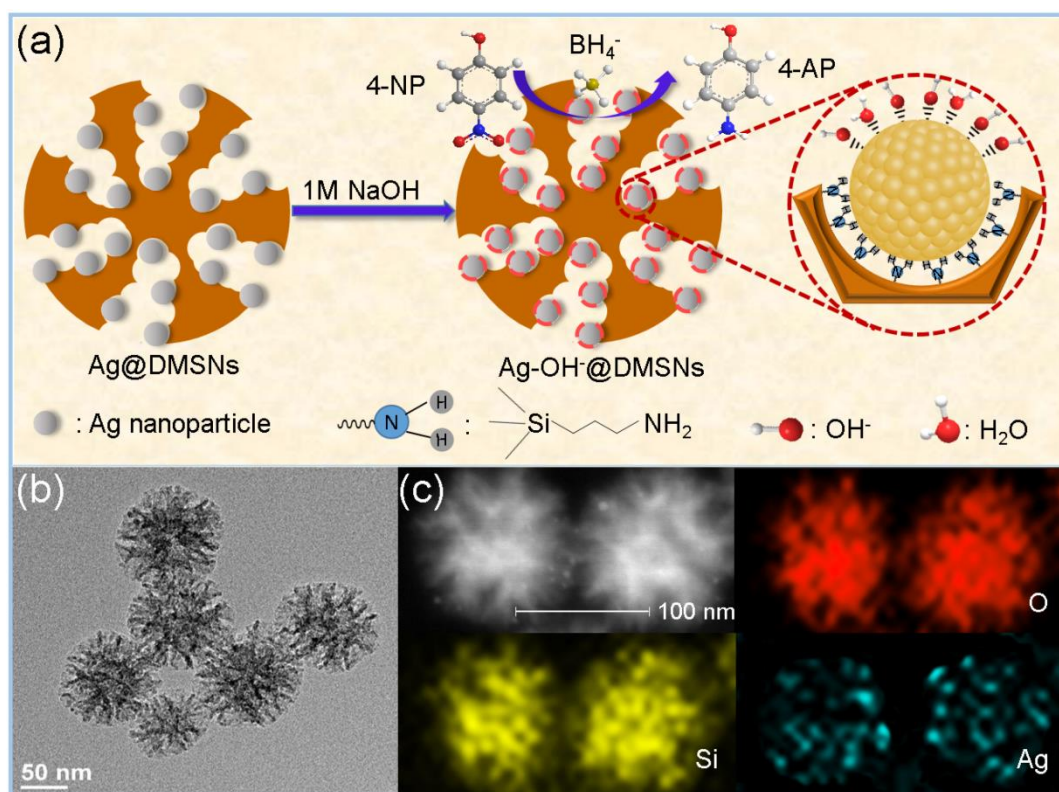 (a)
BH₄⁻
4-NP
4-AP
1M NaOH
Ag@DMSNs
Ag-OH⁻@DMSNs
: Ag nanoparticle
N
H
H
:
Si
NH₂
: OH⁻
: H₂O
(b)
50 nm
(c)
100 nm
O
Si
Ag